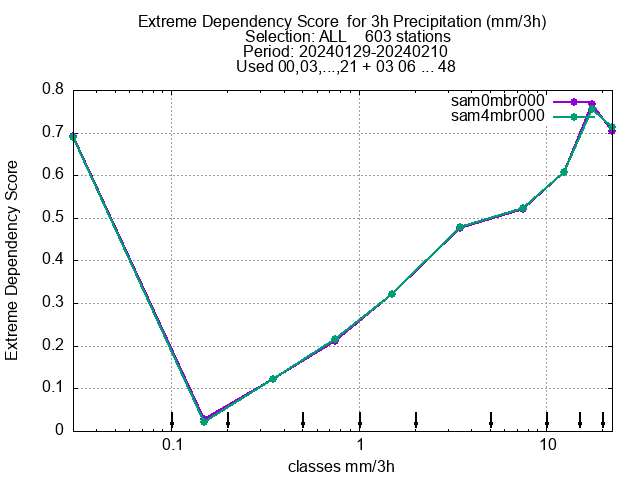 Extreme Dependency Score  for 3h Precipitation (mm/3h)
Selection: ALL    603 stations
Period: 20240129-20240210
Used 00,03,...,21 + 03 06 ... 48
sam0mbr000
sam4mbr000
0.8
0.7
0.6
0.5
0.4
0.3
0.2
0.1
0
Extreme Dependency Score
0.1
1
10
classes mm/3h